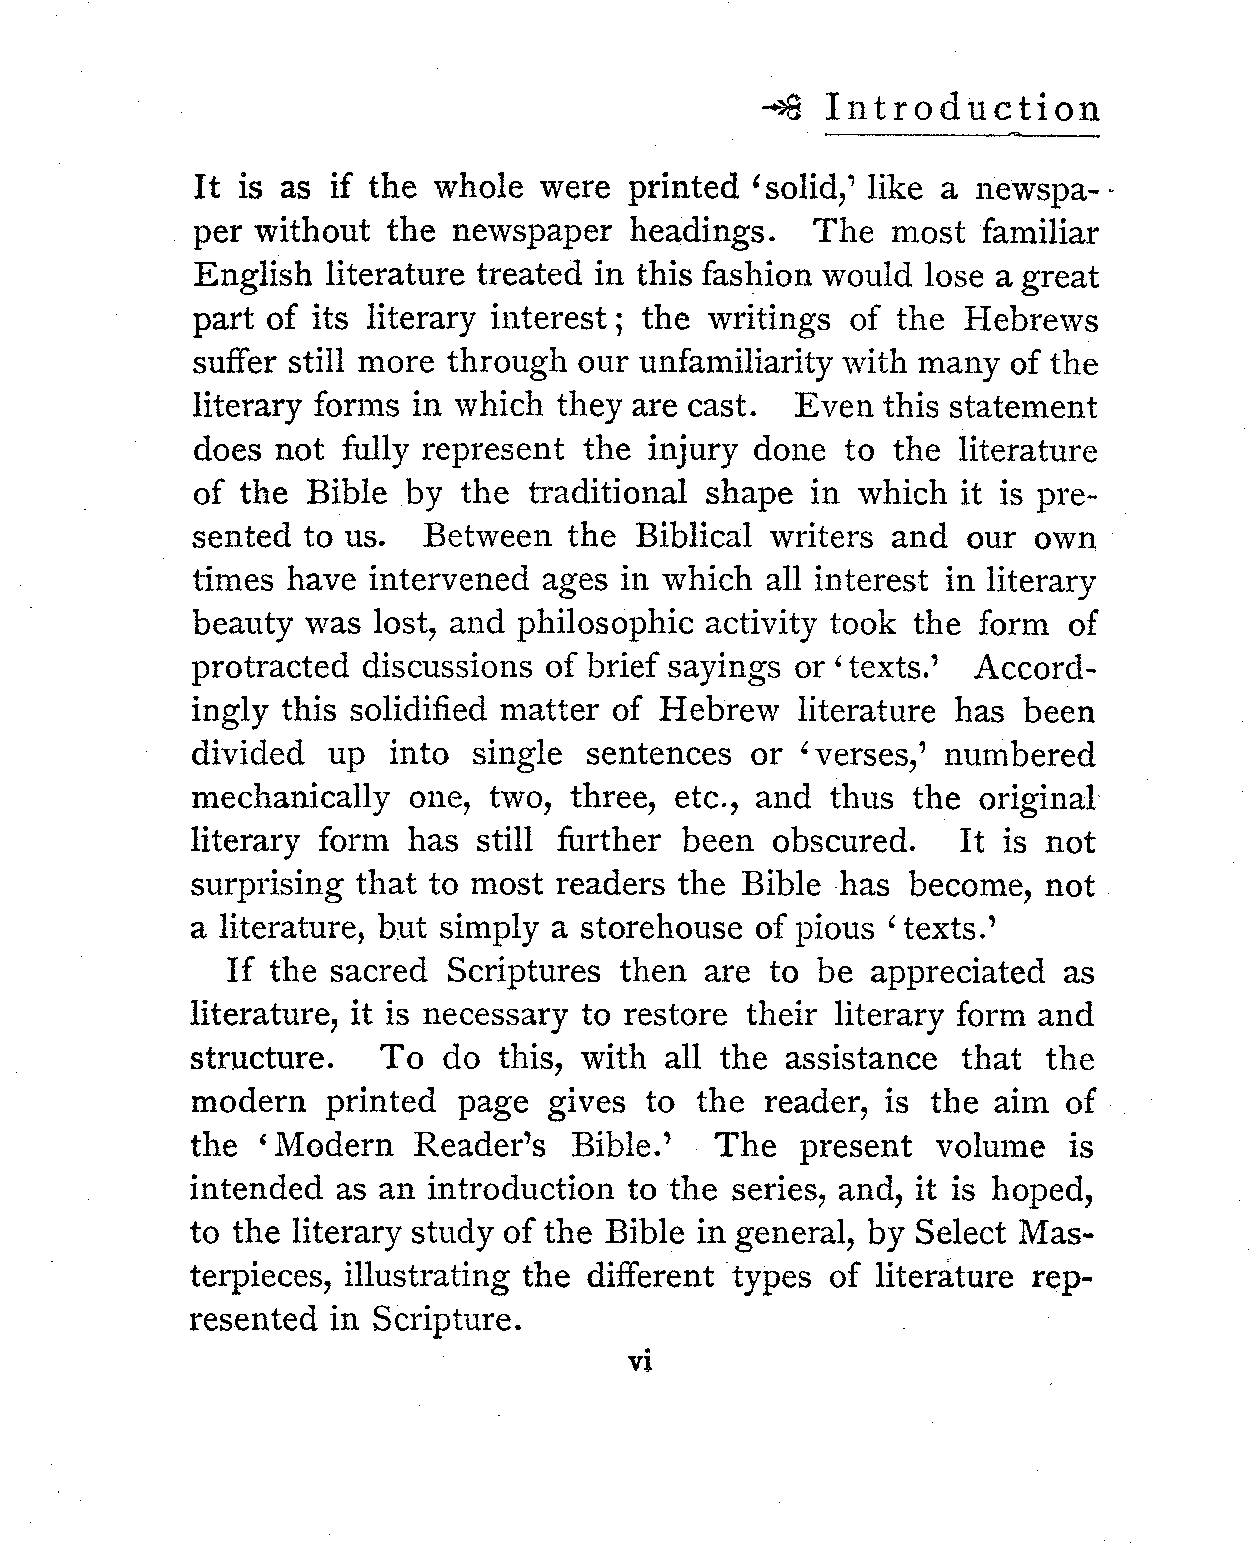 Introduction
It is as if the whole were printed ‘solid,’ like a newspa-
per without the newspaper headings. The most familiar
English literature treated in this fashion would lose a great
part of its literary interest; the writings of the Hebrews
suffer still more through our unfamiliarity with many of the
literary forms in which they are cast. Even this statement
does not fully represent the injury done to the literature
of the Bible by the traditional shape in which it is pre-
sented to us. Between the Biblical writers and our own
times have intervened ages in which all interest in literary
beauty was lost, and philosophic activity took the form of
protracted discussions of brief sayings or ‘texts.’ Accord-
ingly this solidified matter of Hebrew literature has been
divided up into single sentences or ‘verses,’ numbered
mechanically one, two, three, etc., and thus the original
literary form has still further been obscured. It is not
surprising that to most readers the Bible has become, not
a literature, but simply a storehouse of pious ‘texts.’
If the sacred Scriptures then are to be appreciated as
literature, it is necessary to restore their literary form and
structure. To do this, with all the assistance that the
modern printed page gives to the reader, is the aim of
the ‘Modern Reader’s Bible.’ The present volume is
intended as an introduction to the series, and, it is hoped,
to the literary study of the Bible in general, by Select Mas-
terpieces, illustrating the different types of literature rep-
resented in Scripture.
vi